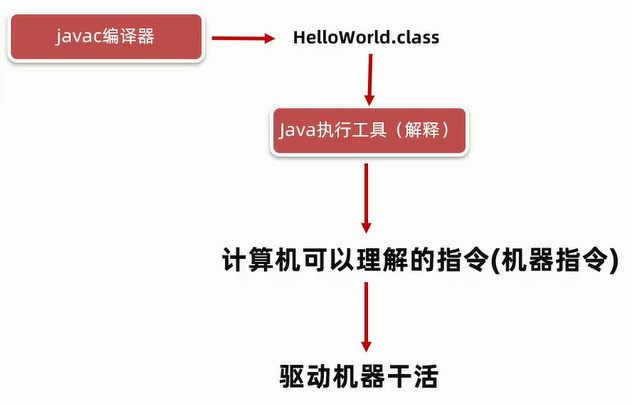 javac编译器
HelloWorld.class
Java执行工具（解释）
计算机可以理解的指令(机器指令)
驱动机器干活